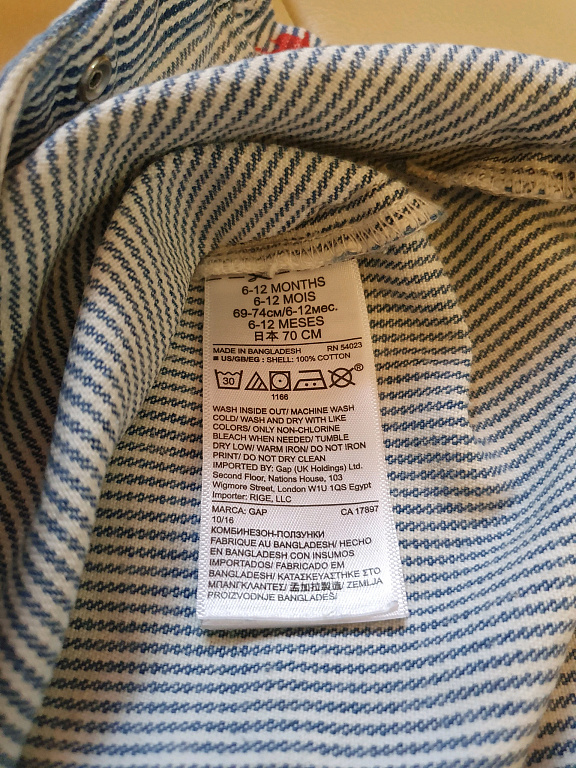 6-12 MONTHS
6-12 MOIS
69-74см/6-12мес.
6-12 MESES
日本 70 CM
MADE IN BANGLADESH RN 54023
■ US/GB/EG : SHELL: 100% COTTON
30 ®
1166
WASH INSIDE OUT/ MACHINE WASH
COLD/ WASH AND DRY WITH LIKE
COLORS/ ONLY NON-CHLORINE
BLEACH WHEN NEEDED/ TUMBLE
DRY LOW/ WARM IRON/ DO NOT IRON
PRINT/ DO NOT DRY CLEAN
IMPORTED BY: Gap (UK Holdings) Ltd.
Second Floor, Nations House, 103
Wigmore Street, London W1U 1QS Egypt
Importer: RIGE, LLC
MARCA: GAP CA 17897
10/16
КОМБИНЕЗОН-ПОЛЗУНКИ
FABRIQUE AU BANGLADESH/ HECHO
EN BANGLADESH CON INSUMOS
IMPORTADOS/ FABRICADO EM
BANGLADESH/ ΚΑΤΑΣΚΕΥΑΣΤΗΚΕ ΣΤΟ
ΜΠΑΝΓΚΛΑΝΤΕΣ/ 孟加拉製造/ ZEMLJA
PROIZVODNJE BANGLADEŠ/